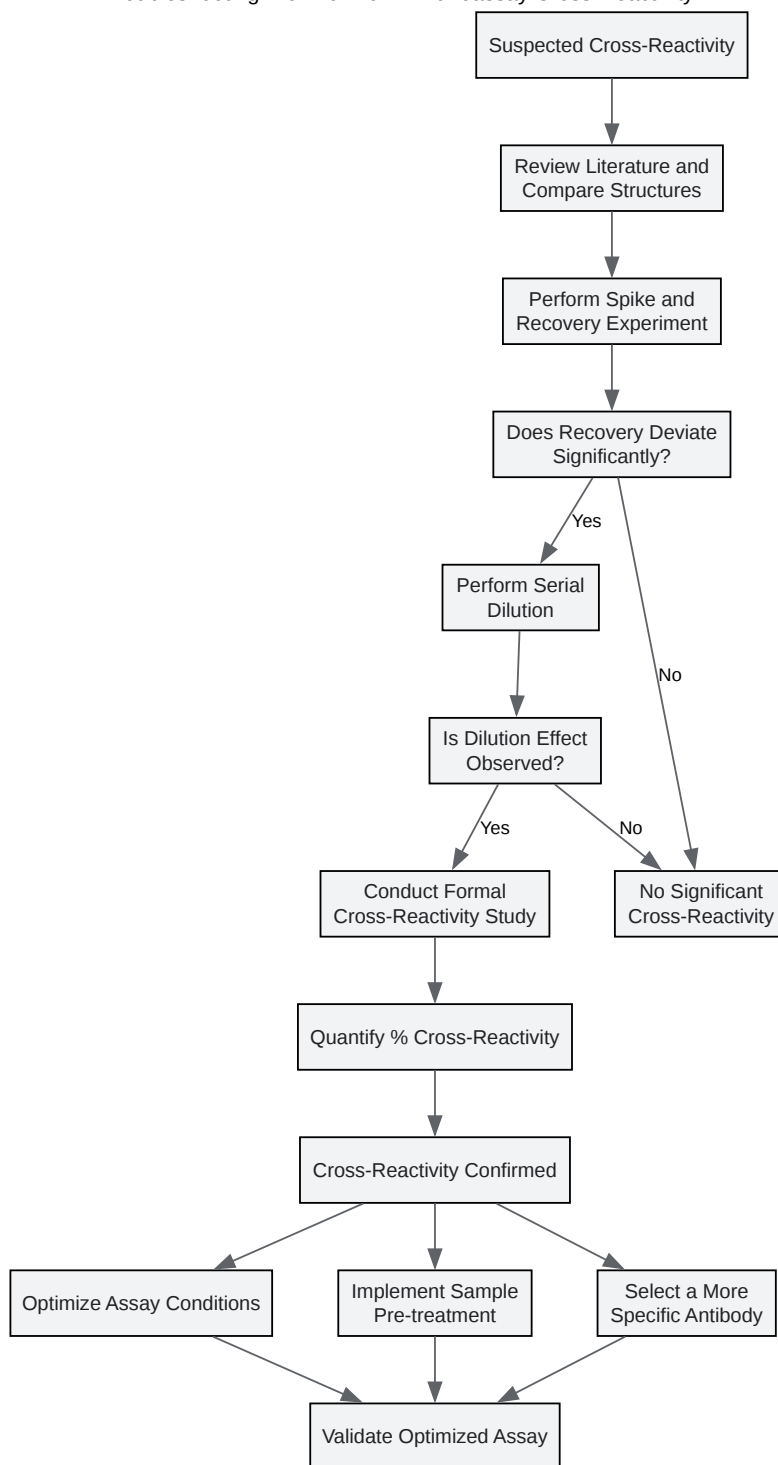 Suspected Cross-Reactivity
Review Literature and
Compare Structures
Perform Spike and
Recovery Experiment
Does Recovery Deviate
Significantly?
Yes
Perform Serial
Dilution
No
Is Dilution Effect
Observed?
Yes
No
Conduct Formal
Cross-Reactivity Study
No Significant
Cross-Reactivity
Quantify % Cross-Reactivity
Cross-Reactivity Confirmed
Optimize Assay Conditions
Implement Sample
Pre-treatment
Select a More
Specific Antibody
Validate Optimized Assay